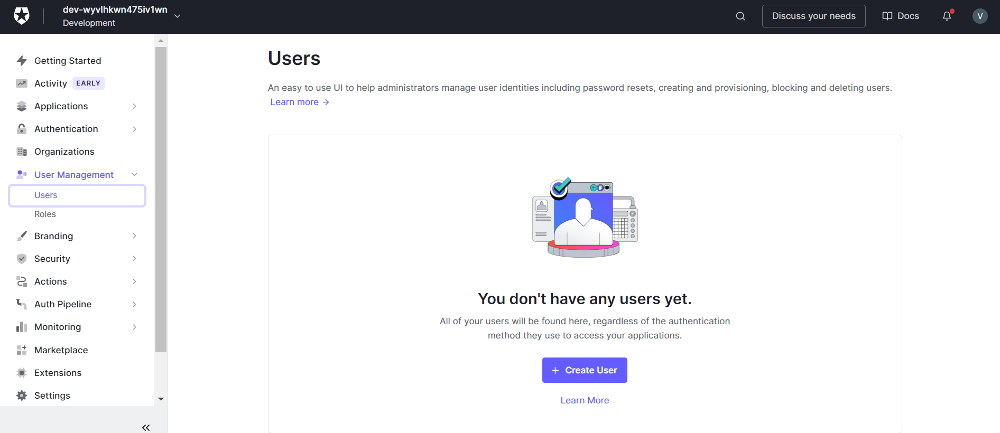 dev-wyvlhkwn475iv1wn
Development
Discuss your needs
Docs
V
Getting Started
Activity EARLY
Applications
Authentication
Organizations
User Management
Users
Roles
Branding
Security
Actions
Auth Pipeline
Monitoring
Marketplace
Extensions
Settings
Users
An easy to use UI to help administrators manage user identities including password resets, creating and provisioning, blocking and deleting users.
Learn more →
You don't have any users yet.
All of your users will be found here, regardless of the authentication
method they use to access your applications.
+ Create User
Learn More